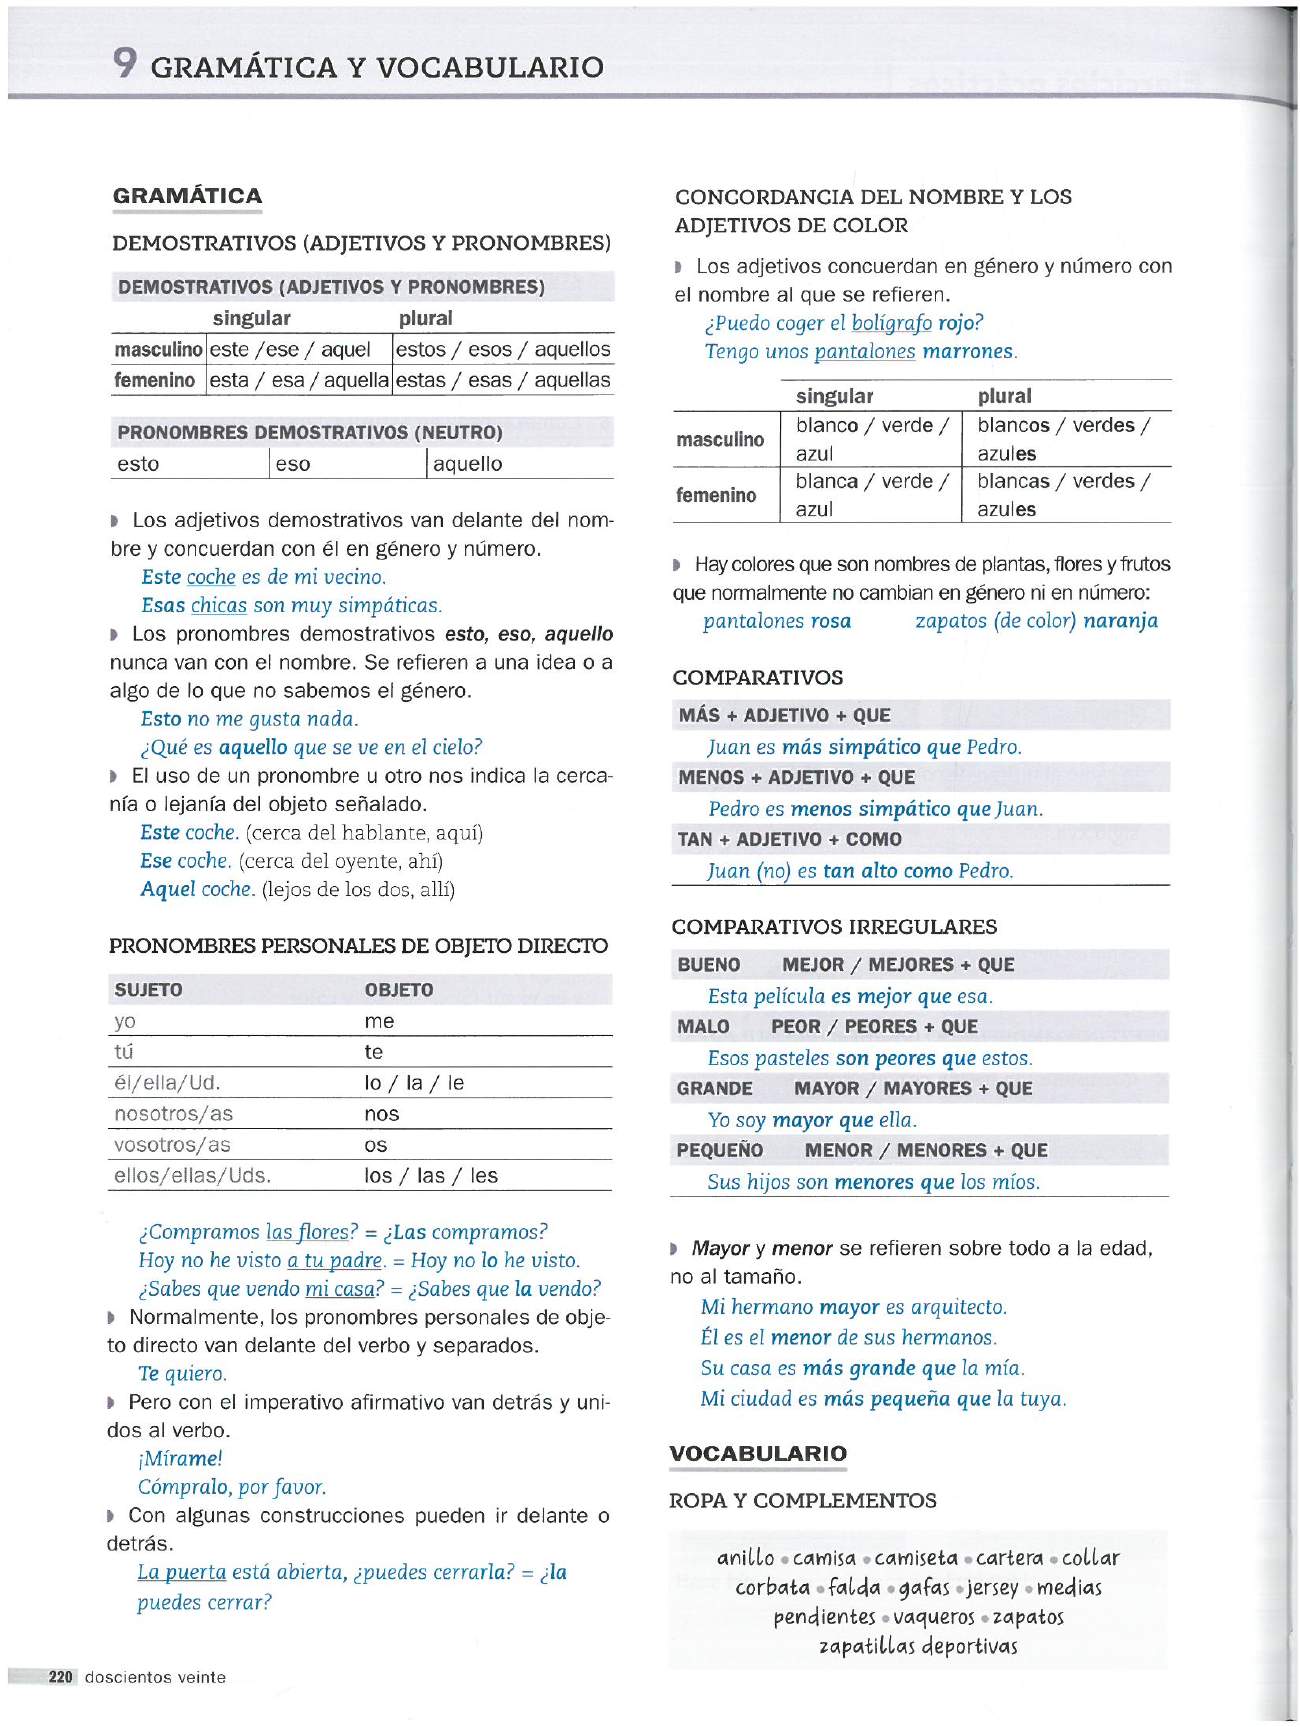 9 GRAMÁTICA Y VOCABULARIO
GRAMÁTICA
DEMOSTRATIVOS (ADJETIVOS Y PRONOMBRES)
DEMOSTRATIVOS (ADJETIVOS Y PRONOMBRES)
singular plural
masculino este /ese / aquel estos / esos / aquellos
femenino esta / esa / aquella estas / esas / aquellas
PRONOMBRES DEMOSTRATIVOS (NEUTRO)
esto eso aquello
Los adjetivos demostrativos van delante del nom-
bre y concuerdan con él en género y número.
Este coche es de mi vecino.
Esas chicas son muy simpáticas.
Los pronombres demostrativos esto, eso, aquello
nunca van con el nombre. Se refieren a una idea o a
algo de lo que no sabemos el género.
Esto no me gusta nada.
¿Qué es aquello que se ve en el cielo?
El uso de un pronombre u otro nos indica la cerca-
nía o lejanía del objeto señalado.
Este coche. (cerca del hablante, aquí)
Ese coche. (cerca del oyente, ahí)
Aquel coche. (lejos de los dos, allí)
PRONOMBRES PERSONALES DE OBJETO DIRECTO
SUJETO OBJETO
yo me
tú te
él/ella/Ud. lo / la / le
nosotros/as nos
vosotros/as os
ellos/ellas/Uds. los / las / les
¿Compramos las flores? = ¿Las compramos?
Hoy no he visto a tu padre. = Hoy no lo he visto.
¿Sabes que vendo mi casa? = ¿Sabes que la vendo?
Normalmente, los pronombres personales de obje-
to directo van delante del verbo y separados.
Te quiero.
Pero con el imperativo afirmativo van detrás y uni-
dos al verbo.
¡Mírame!
Cómpralo, por favor.
Con algunas construcciones pueden ir delante o
detrás.
La puerta está abierta, ¿puedes cerrarla? = ¿la
puedes cerrar?
CONCORDANCIA DEL NOMBRE Y LOS
ADJETIVOS DE COLOR
Los adjetivos concuerdan en género y número con
el nombre al que se refieren.
¿Puedo coger el bolígrafo rojo?
Tengo unos pantalones marrones.
singular plural
masculino blanco / verde / azul blancos / verdes / azules
femenino blanca / verde / azul blancas / verdes / azules
Hay colores que son nombres de plantas, flores y frutos
que normalmente no cambian en género ni en número:
pantalones rosa zapatos (de color) naranja
COMPARATIVOS
MÁS + ADJETIVO + QUE
Juan es más simpático que Pedro.
MENOS + ADJETIVO + QUE
Pedro es menos simpático que Juan.
TAN + ADJETIVO + COMO
Juan (no) es tan alto como Pedro.
COMPARATIVOS IRREGULARES
BUENO MEJOR / MEJORES + QUE
Esta película es mejor que esa.
MALO PEOR / PEORES + QUE
Esos pasteles son peores que estos.
GRANDE MAYOR / MAYORES + QUE
Yo soy mayor que ella.
PEQUEÑO MENOR / MENORES + QUE
Sus hijos son menores que los míos.
Mayor y menor se refieren sobre todo a la edad,
no al tamaño.
Mi hermano mayor es arquitecto.
Él es el menor de sus hermanos.
Su casa es más grande que la mía.
Mi ciudad es más pequeña que la tuya.
VOCABULARIO
ROPA Y COMPLEMENTOS
anillo • camisa • camiseta • cartera • collar
corbata • falda • gafas • jersey • medias
pendientes • vaqueros • zapatos
zapatillas deportivas
220 doscientos veinte